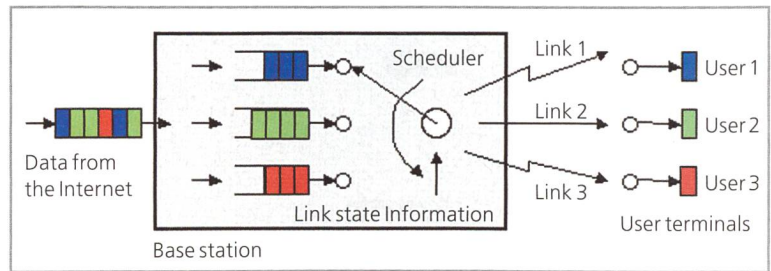 Scheduler
Link 1
User 1
Link 2
User 2
Data from
the Internet
Link 3
User 3
Link state Information
User terminals
Base station